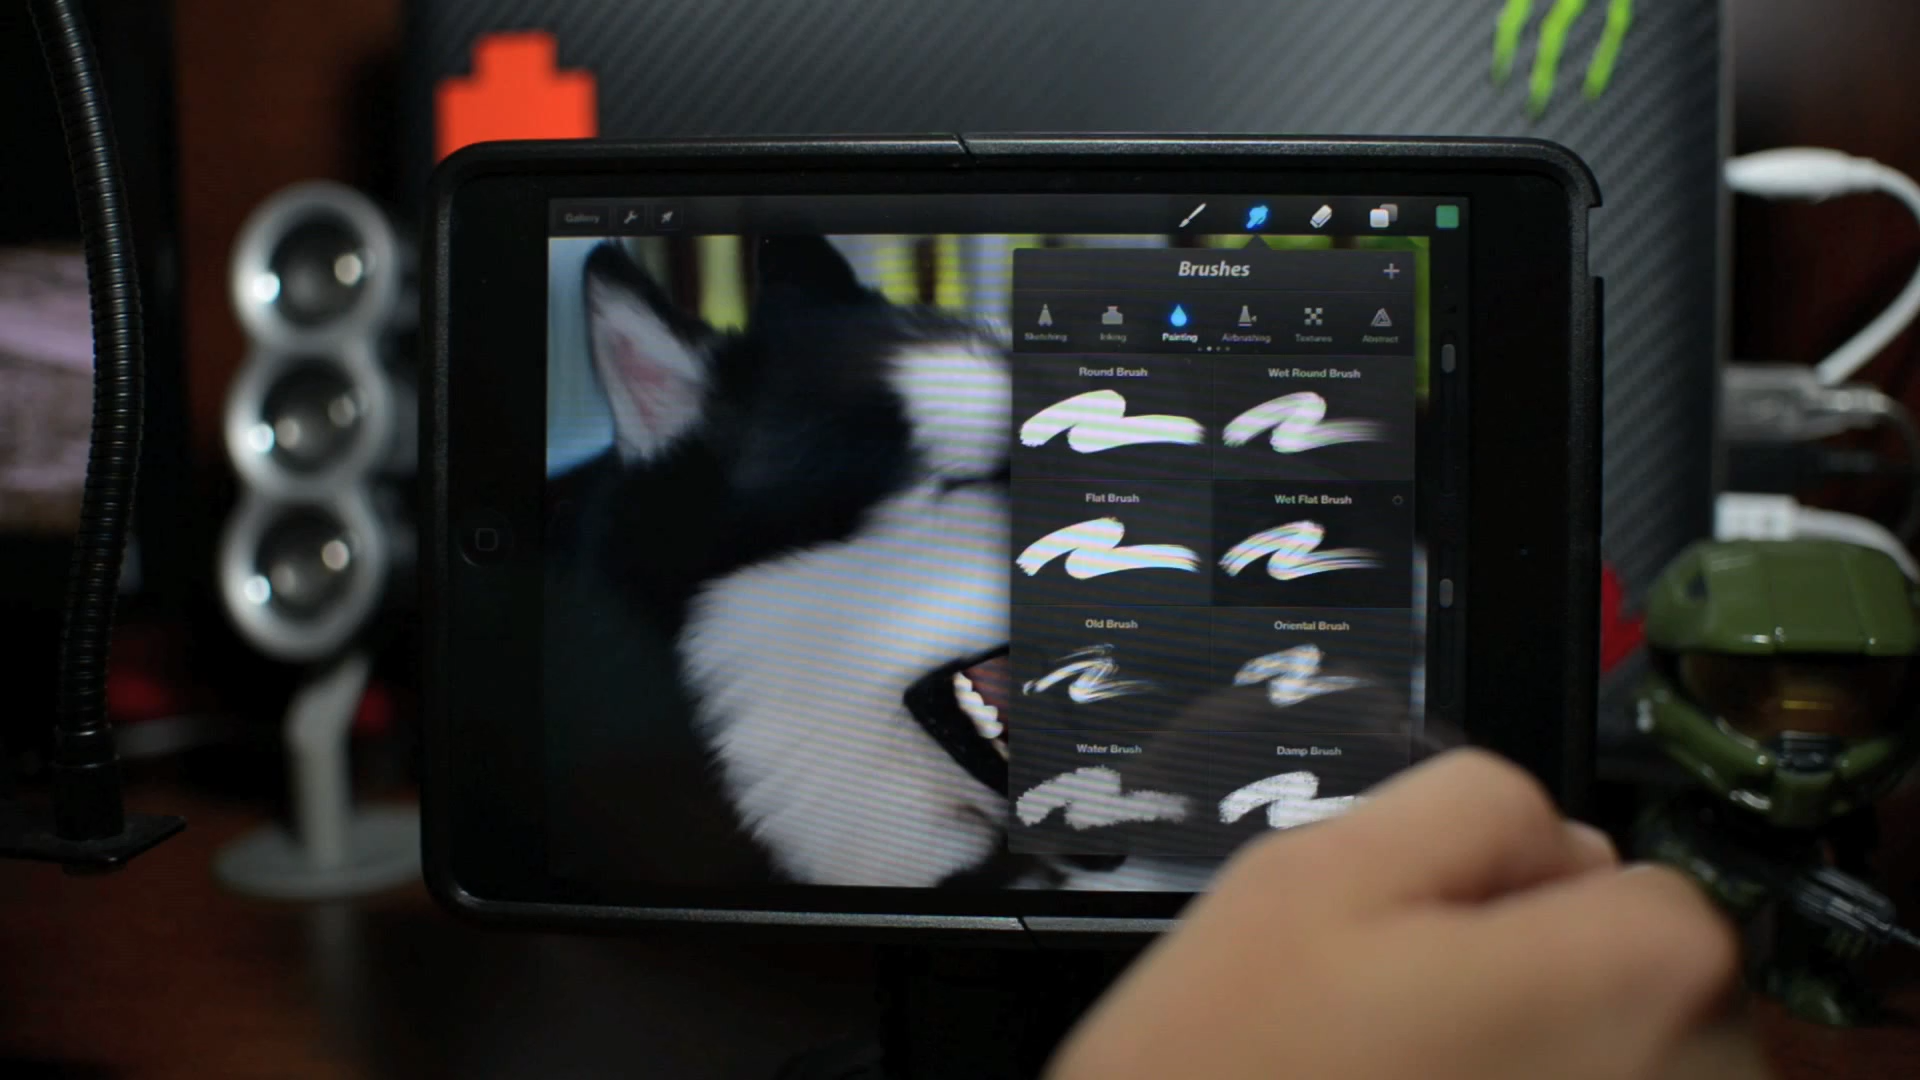 Gallery
Brushes
Sketching Inking Painting Airbrushing Textures Abstract
Round Brush Wet Round Brush
Flat Brush Wet Flat Brush
Old Brush Oriental Brush
Water Brush Damp Brush